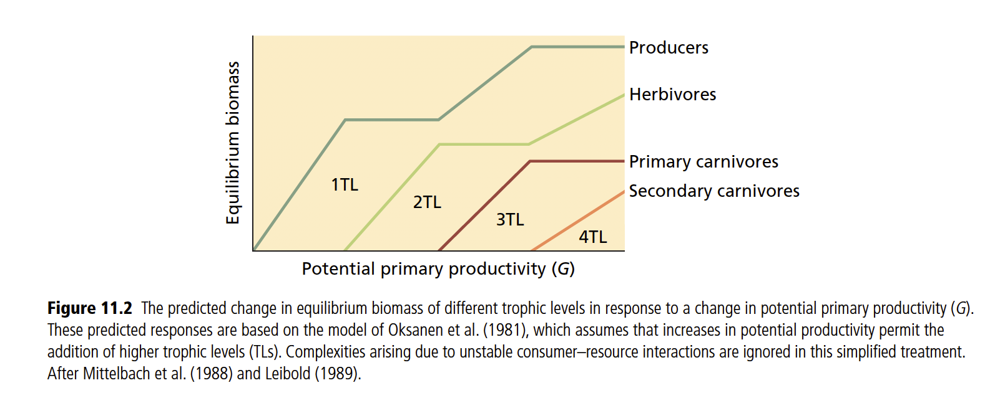 Equilibrium biomass
Producers
Herbivores
Primary carnivores
Secondary carnivores
1TL
2TL
3TL
4TL
Potential primary productivity (G)
Figure 11.2 The predicted change in equilibrium biomass of different trophic levels in response to a change in potential primary productivity (G).
These predicted responses are based on the model of Oksanen et al. (1981), which assumes that increases in potential productivity permit the
addition of higher trophic levels (TLs). Complexities arising due to unstable consumer–resource interactions are ignored in this simplified treatment.
After Mittelbach et al. (1988) and Leibold (1989).